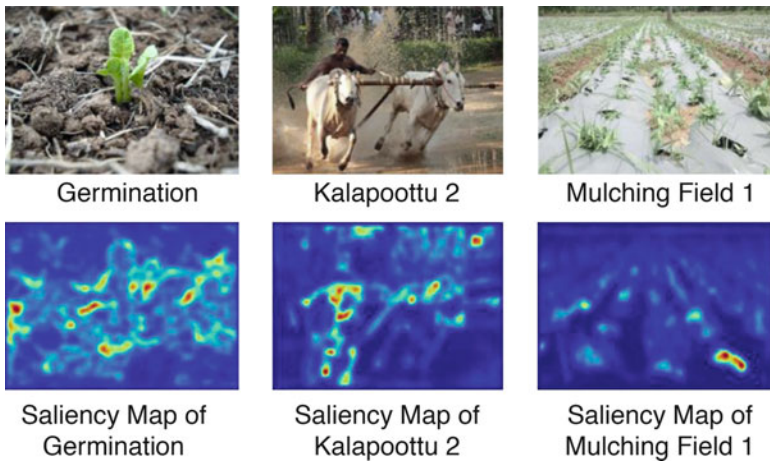 Germination
Kalapoottu 2
Mulching Field 1
Saliency Map of
Germination
Saliency Map of
Kalapoottu 2
Saliency Map of
Mulching Field 1